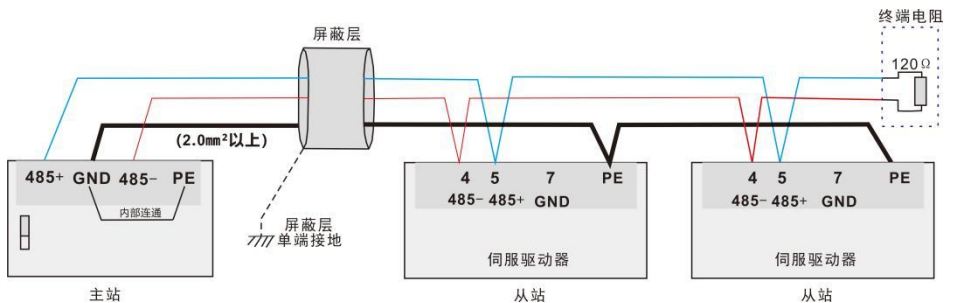 终端电阻
屏蔽层
120Ω
(2.0mm²以上)
485+ GND 485- PE
内部连通
屏蔽层
单端接地
主站
4 5 7 PE
485- 485+ GND
伺服驱动器
从站
4 5 7 PE
485- 485+ GND
伺服驱动器
从站